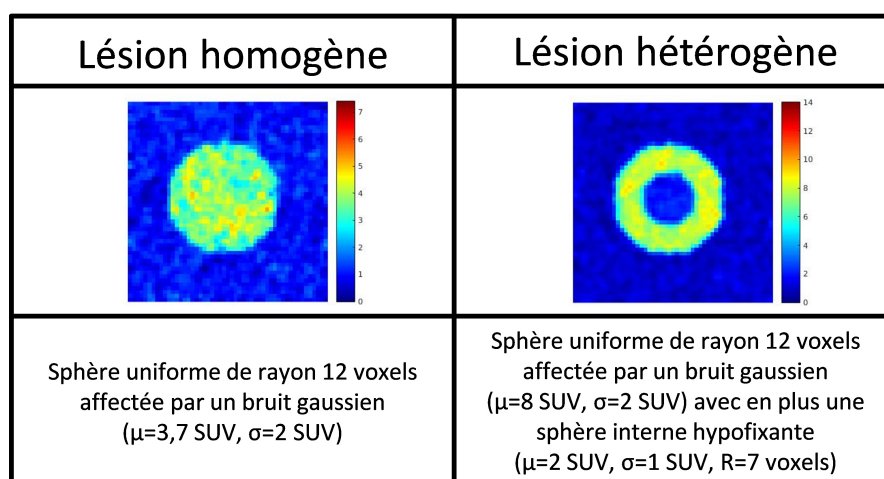 Lésion homogène
Lésion hétérogène
7
6
5
4
3
2
1
0
14
12
10
8
6
4
2
0
Sphère uniforme de rayon 12 voxels
affectée par un bruit gaussien
(μ=3,7 SUV, σ=2 SUV)
Sphère uniforme de rayon 12 voxels
affectée par un bruit gaussien
(μ=8 SUV, σ=2 SUV) avec en plus une
sphère interne hypofixante
(μ=2 SUV, σ=1 SUV, R=7 voxels)